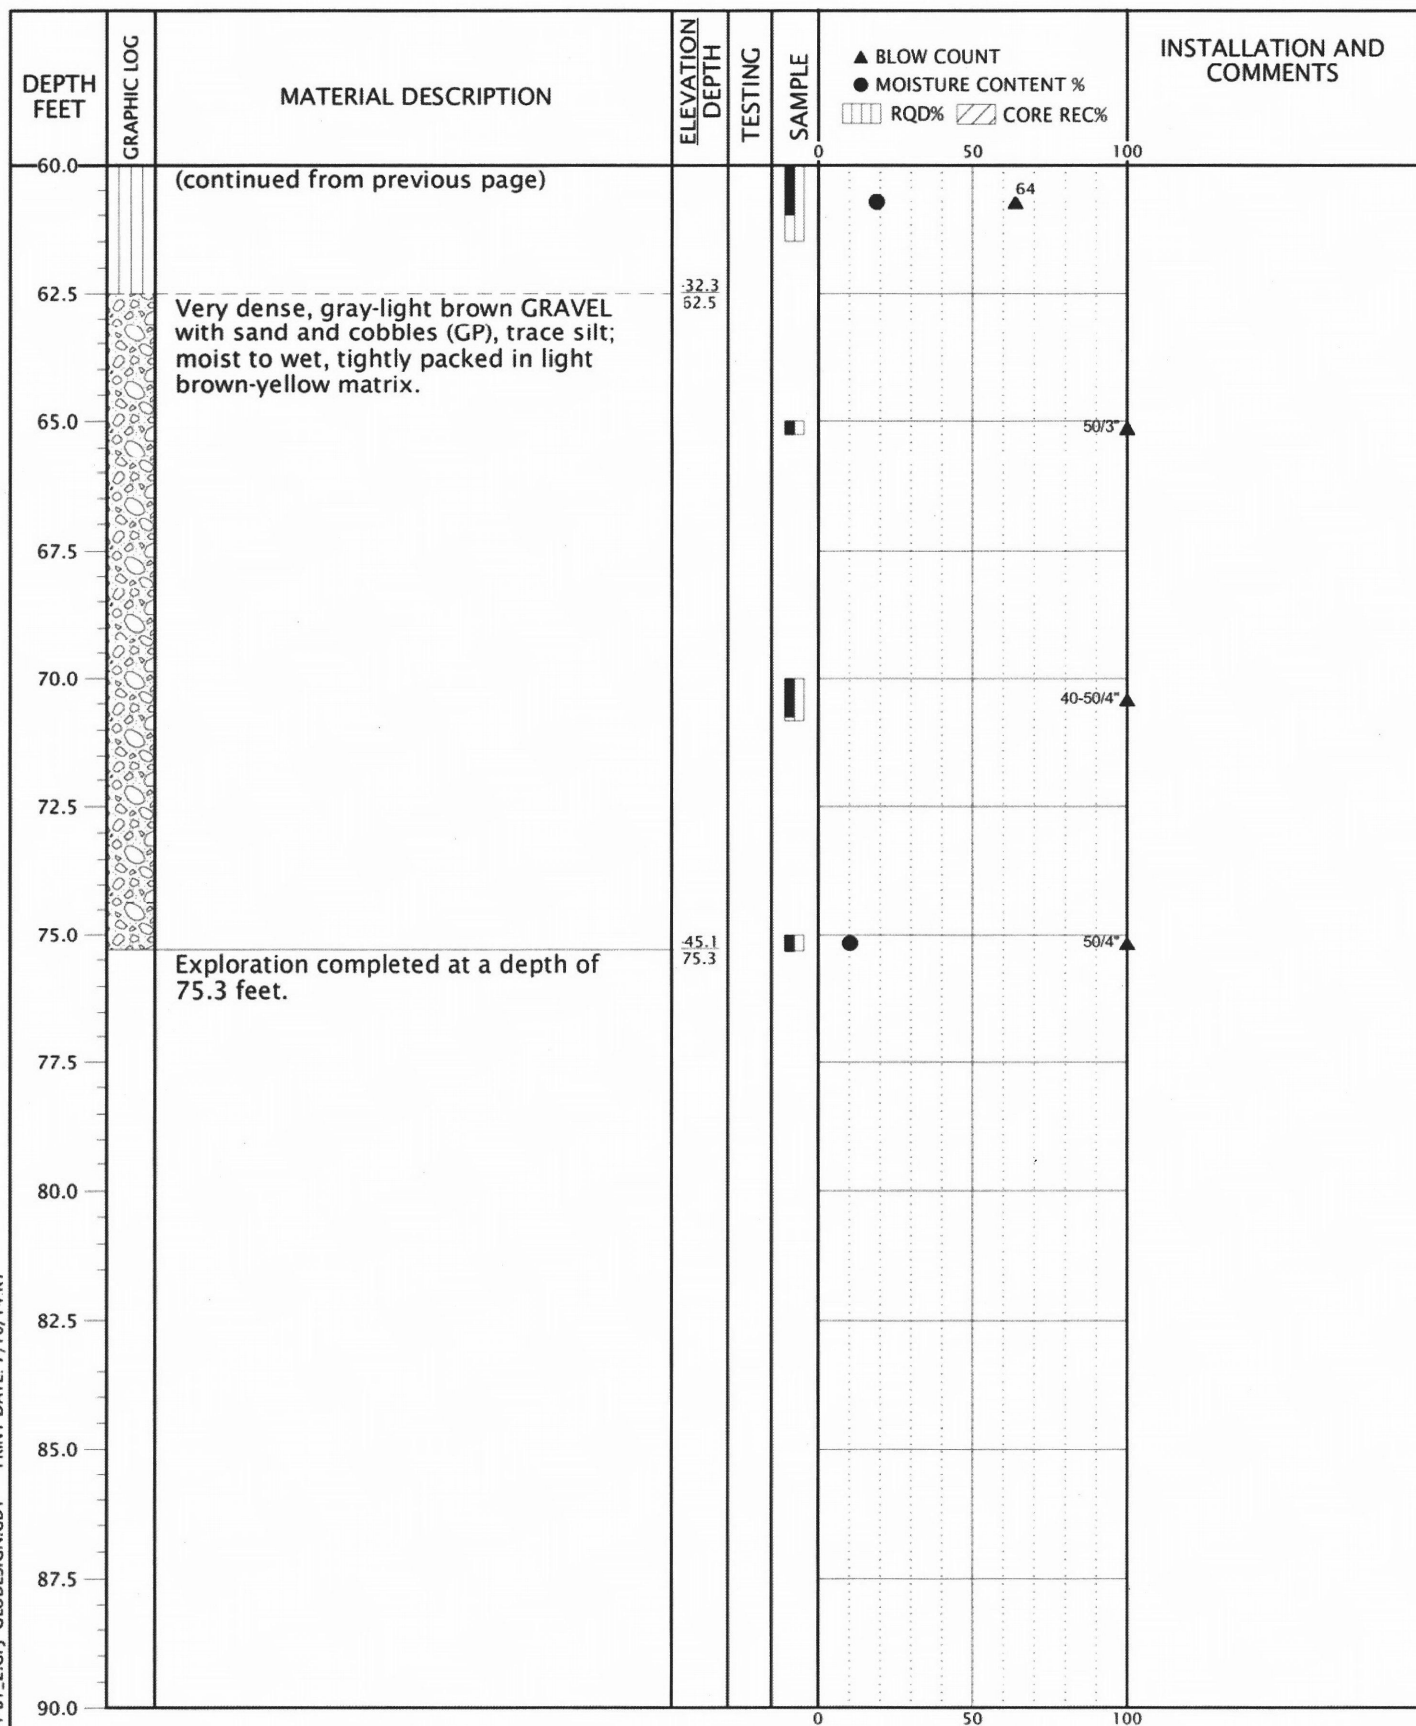 DEPTH
FEET
GRAPHIC LOG
MATERIAL DESCRIPTION
ELEVATION
DEPTH
TESTING
SAMPLE
▲ BLOW COUNT
● MOISTURE CONTENT %
RQD% CORE REC%
INSTALLATION AND
COMMENTS
0 50 100
60.0
(continued from previous page)
64
62.5
-32.3
62.5
Very dense, gray-light brown GRAVEL
with sand and cobbles (GP), trace silt;
moist to wet, tightly packed in light
brown-yellow matrix.
65.0
50/3"
67.5
70.0
40-50/4"
72.5
75.0
-45.1
75.3
50/4"
Exploration completed at a depth of
75.3 feet.
77.5
80.0
82.5
85.0
87.5
90.0
0 50 100